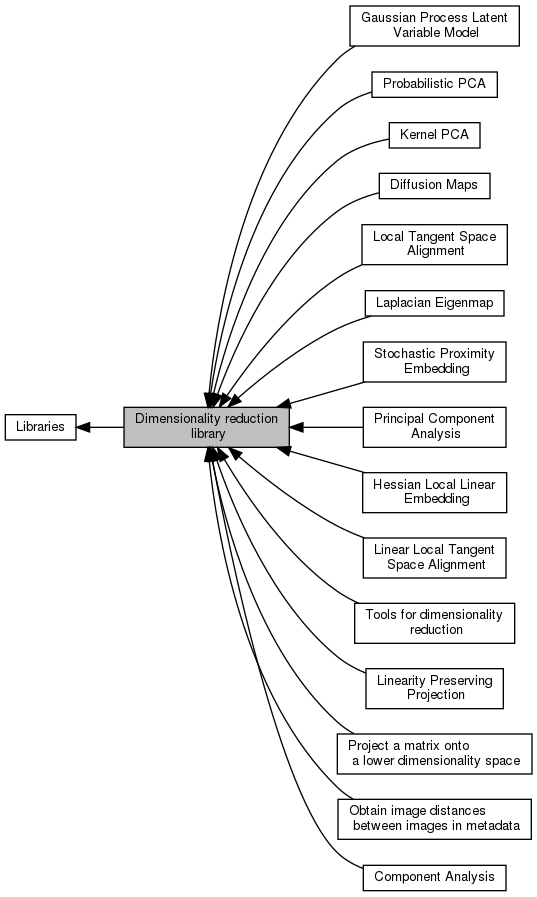 Gaussian Process Latent
Variable Model
Probabilistic PCA
Kernel PCA
Diffusion Maps
Local Tangent Space
Alignment
Laplacian Eigenmap
Stochastic Proximity
Embedding
Libraries
Dimensionality reduction
library
Principal Component
Analysis
Hessian Local Linear
Embedding
Linear Local Tangent
Space Alignment
Tools for dimensionality
reduction
Linearity Preserving
Projection
Project a matrix onto
a lower dimensionality space
Obtain image distances
between images in metadata
Component Analysis